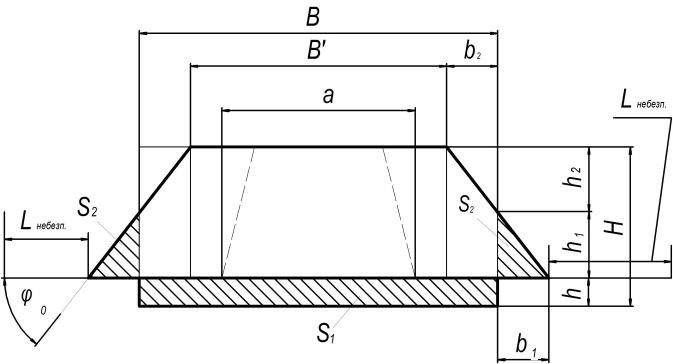 B
B'
b₂
a
L небезп.
h₂
S₂
S₂
L небезп.
h₁
H
φ₀
h
S₁
b₁